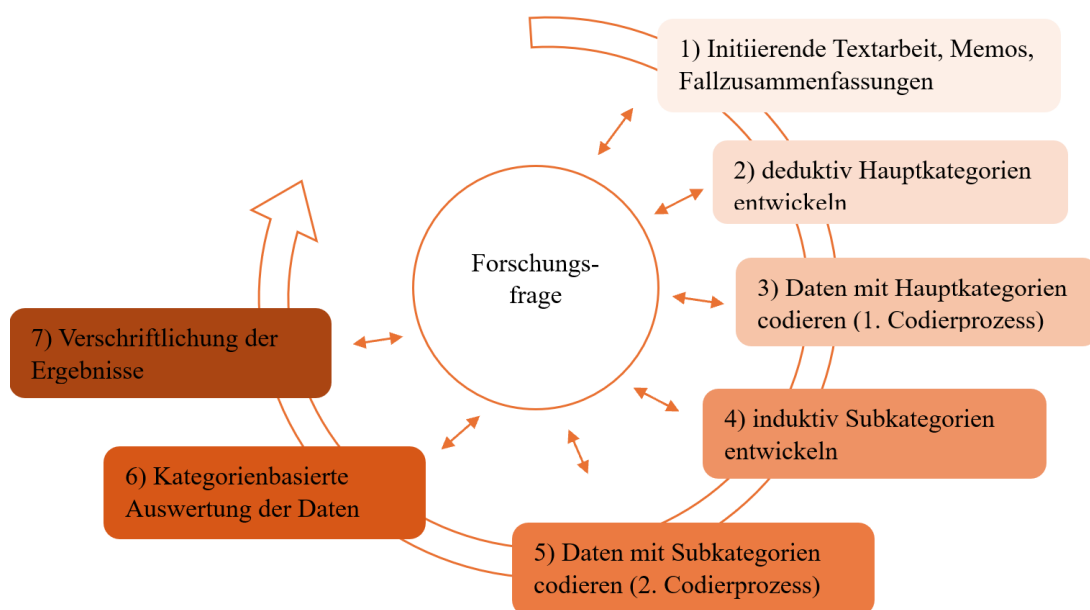 1) Initiierende Textarbeit, Memos,
Fallzusammenfassungen
2) deduktiv Hauptkategorien
entwickeln
Forschungs-
frage
3) Daten mit Hauptkategorien
codieren (1. Codierprozess)
4) induktiv Subkategorien
entwickeln
5) Daten mit Subkategorien
codieren (2. Codierprozess)
6) Kategorienbasierte
Auswertung der Daten
7) Verschriftlichung der
Ergebnisse